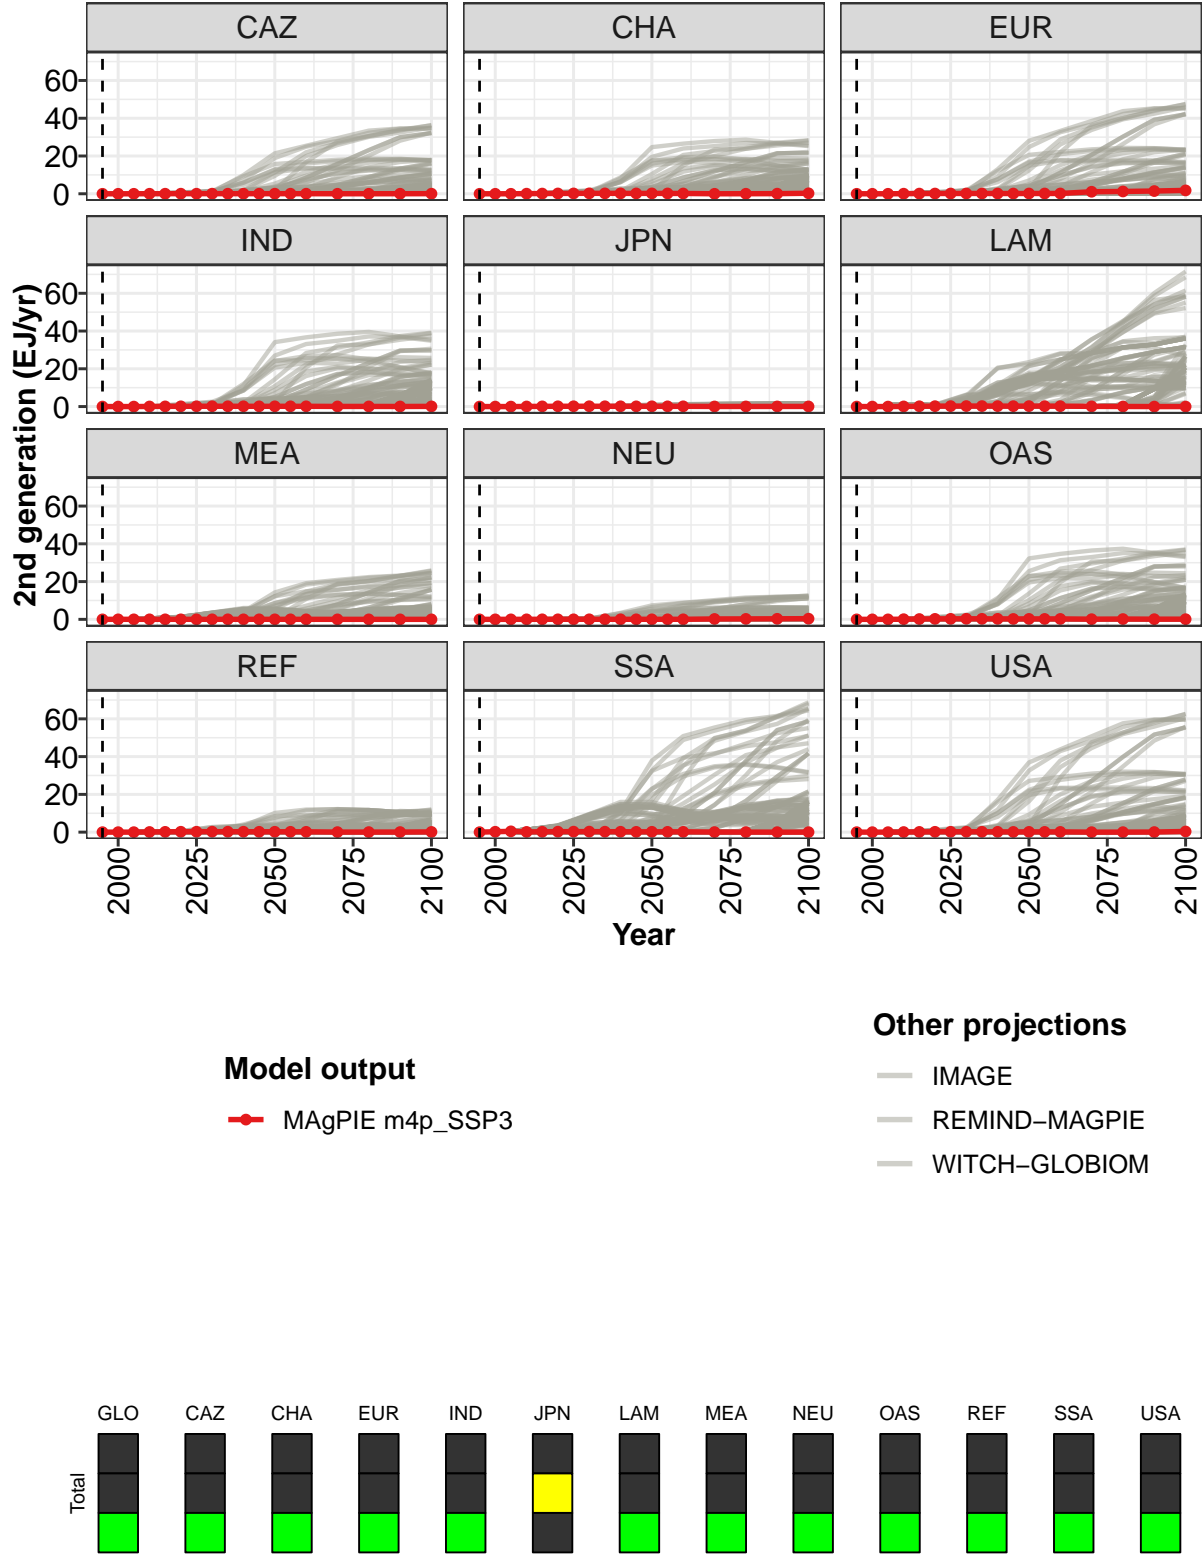 CAZ CHA EUR
60
40
20
0
IND JPN LAM
60
40
20
0
MEA NEU OAS
60
40
20
0
REF SSA USA
60
40
20
0
2nd generation (EJ/yr)
2000 2025 2050 2075 2100 2000 2025 2050 2075 2100 2000 2025 2050 2075 2100
Year
Model output
MAgPIE m4p_SSP3
Other projections
IMAGE
REMIND−MAGPIE
WITCH−GLOBIOM
GLO CAZ CHA EUR IND JPN LAM MEA NEU OAS REF SSA USA
Total